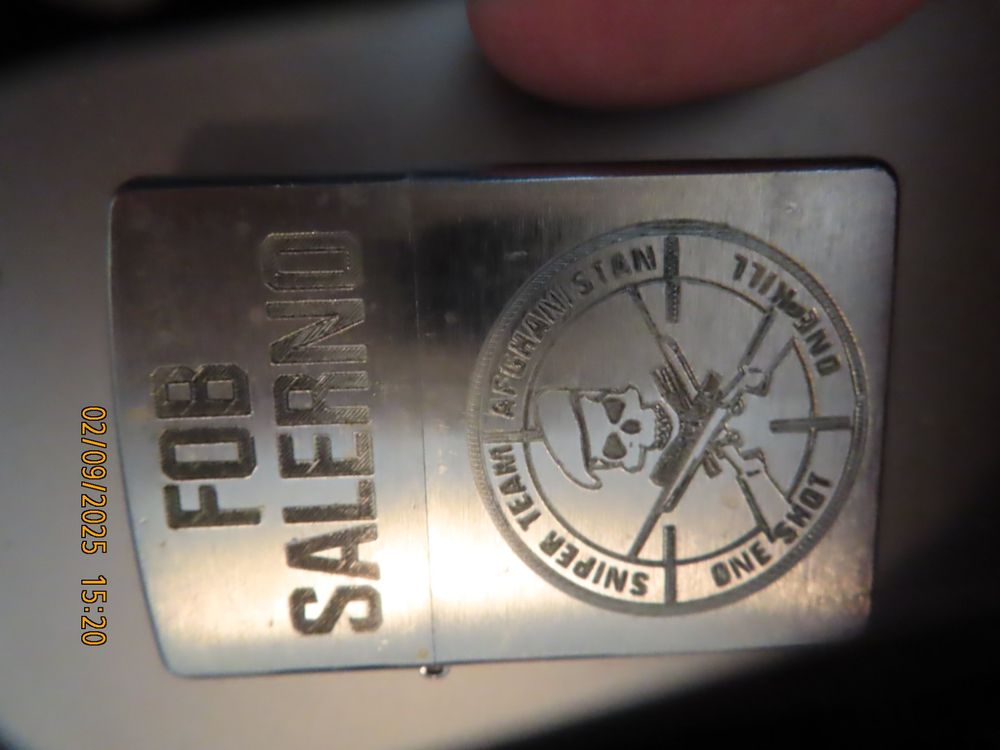 FOB
SALERNO
SNIPER TEAM AFGHANISTAN
ONE SHOT ONE KILL
02/09/2025 15:20